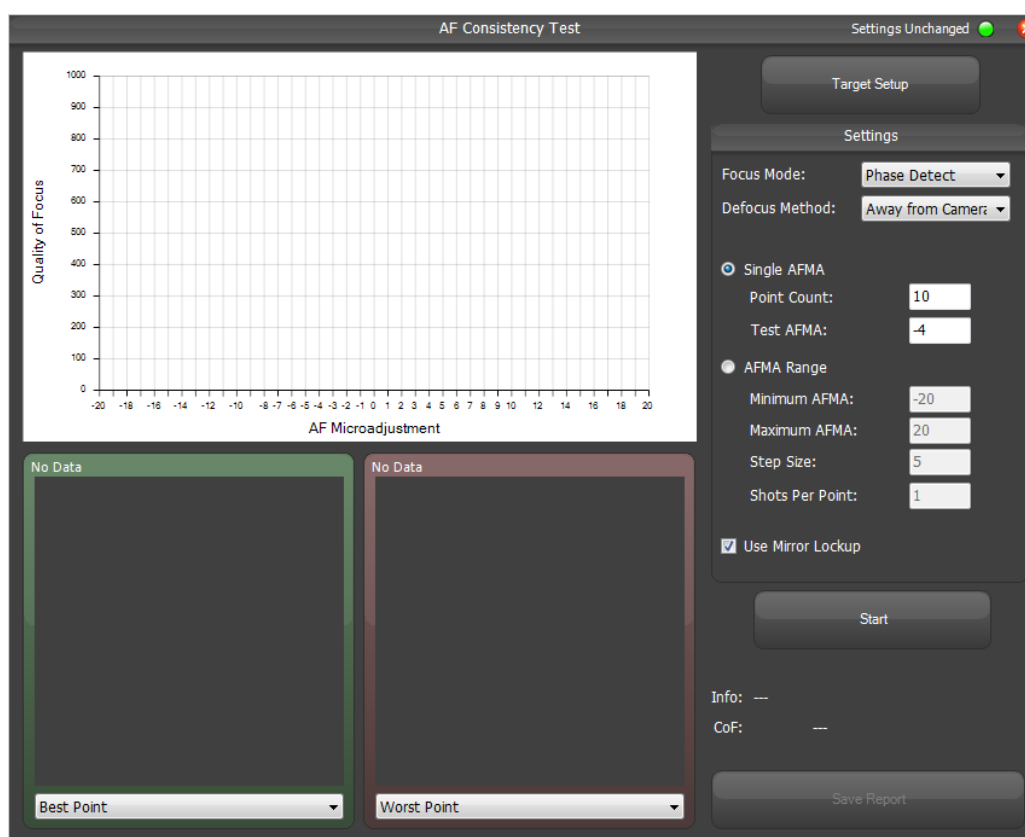 AF Consistency Test
Settings Unchanged
Target Setup
Settings
Focus Mode: Phase Detect
Defocus Method: Away from Camera
Single AFMA
Point Count: 10
Test AFMA: -4
AFMA Range
Minimum AFMA: -20
Maximum AFMA: 20
Step Size: 5
Shots Per Point: 1
Use Mirror Lockup
Start
Info: ---
CoF: ---
Save Report
Quality of Focus
1000
900
800
700
600
500
400
300
200
100
0
-20 -18 -16 -14 -12 -10 -8 -7 -6 -5 -4 -3 -2 -1 0 1 2 3 4 5 6 7 8 9 10 12 14 16 18 20
AF Microadjustment
No Data
Best Point
No Data
Worst Point